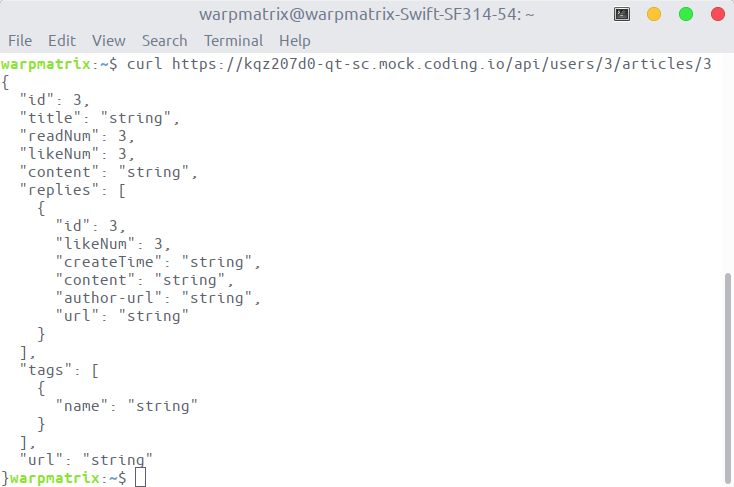 warpmatrix@warpmatrix-Swift-SF314-54: ~
File Edit View Search Terminal Help
warpmatrix:~$ curl https://kqz207d0-qt-sc.mock.coding.io/api/users/3/articles/3
{
  "id": 3,
  "title": "string",
  "readNum": 3,
  "likeNum": 3,
  "content": "string",
  "replies": [
    {
      "id": 3,
      "likeNum": 3,
      "createTime": "string",
      "content": "string",
      "author-url": "string",
      "url": "string"
    }
  ],
  "tags": [
    {
      "name": "string"
    }
  ],
  "url": "string"
}warpmatrix:~$